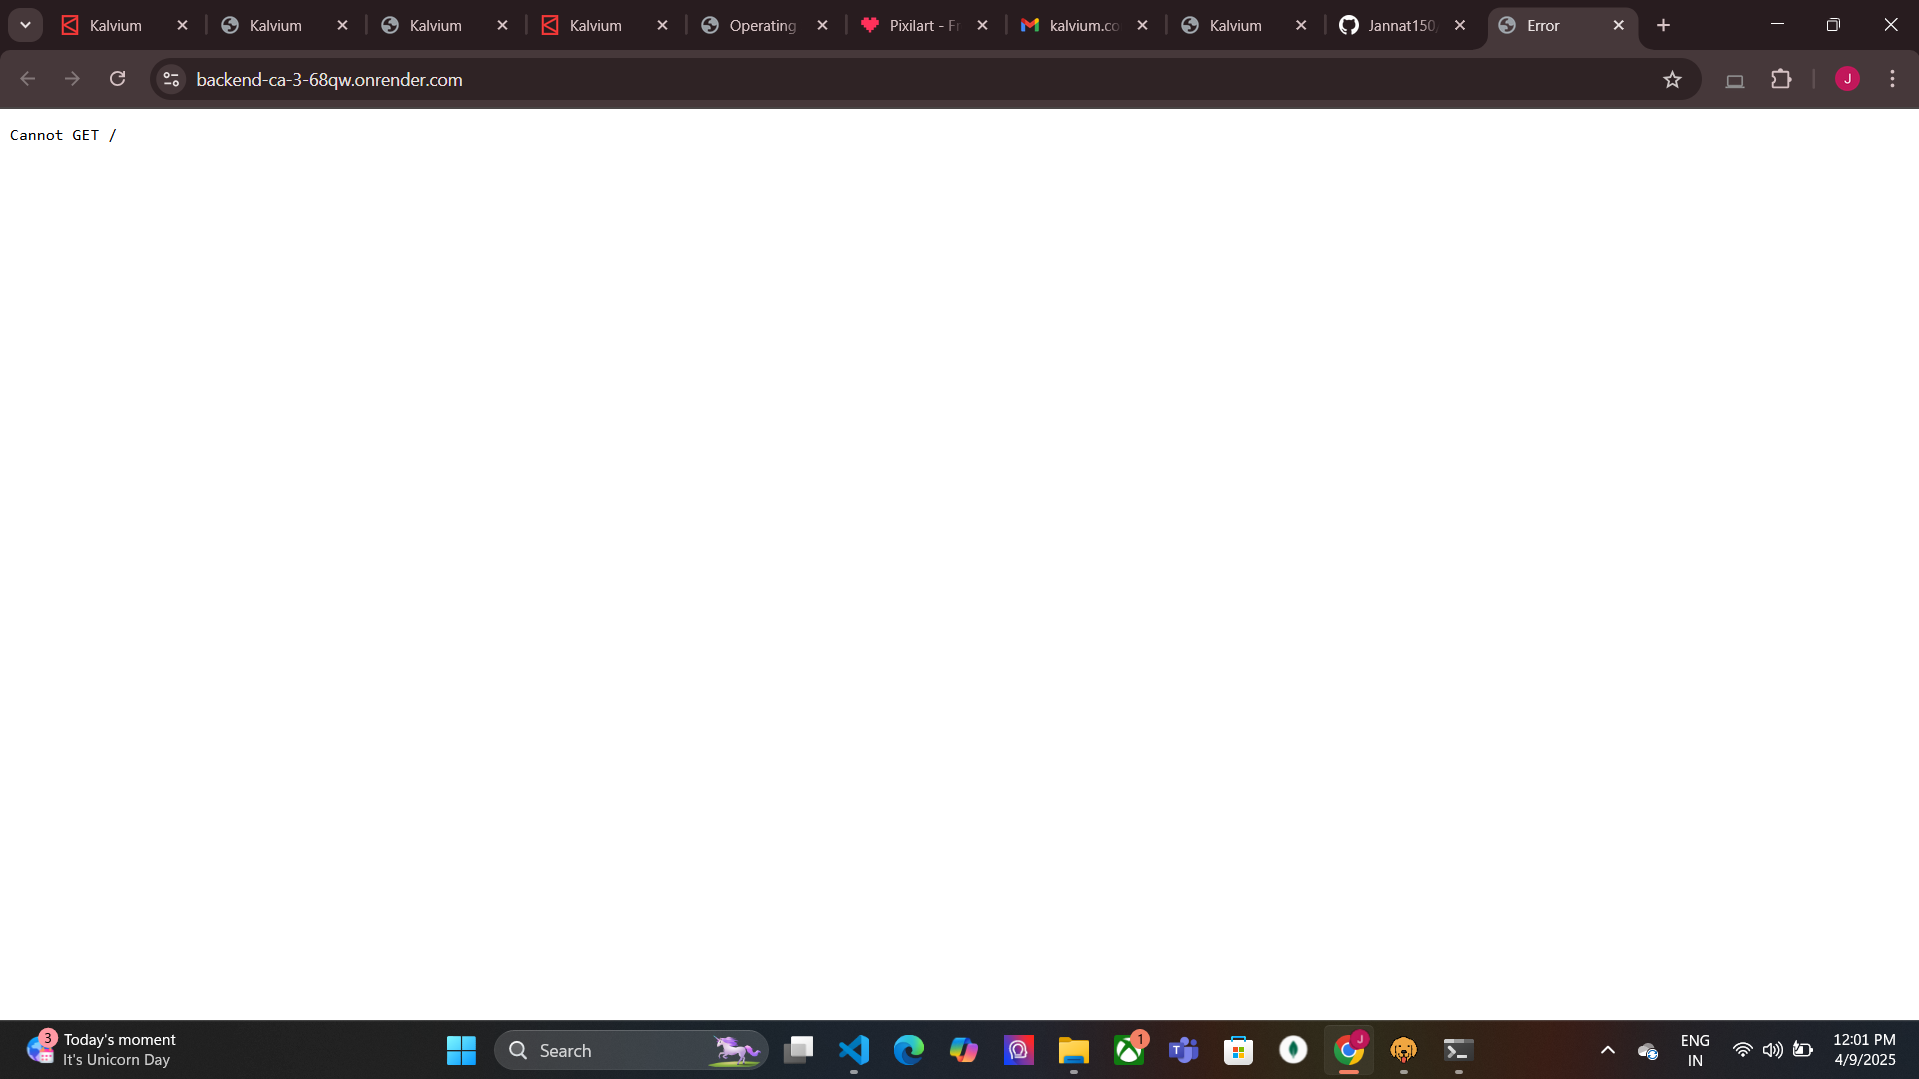 Kalvium
Kalvium
Kalvium
Kalvium
Operating
Pixilart - Fr
kalvium.co
Kalvium
Jannat150
Error
backend-ca-3-68qw.onrender.com
J
Cannot GET /
3
Today's moment
It's Unicorn Day
Search
1
T
J
ENG
IN
12:01 PM
4/9/2025